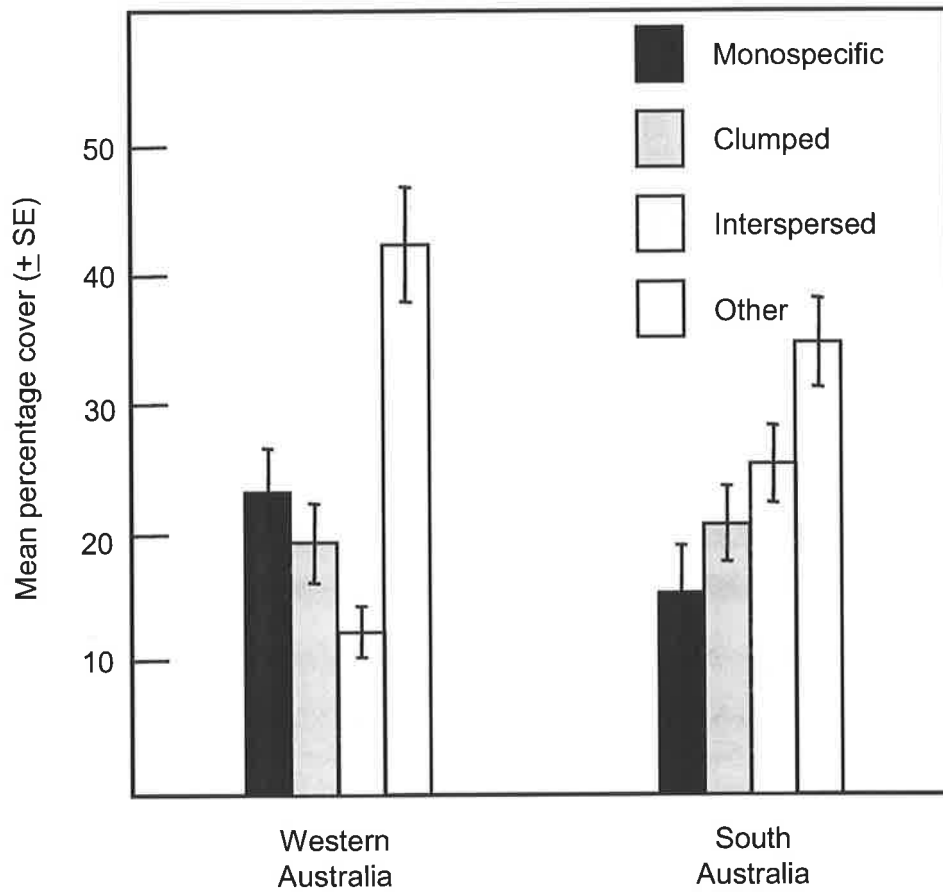 Monospecific
Clumped
Interspersed
Other
Mean percentage cover (± SE)
50
40
30
20
10
Western
Australia
South
Australia